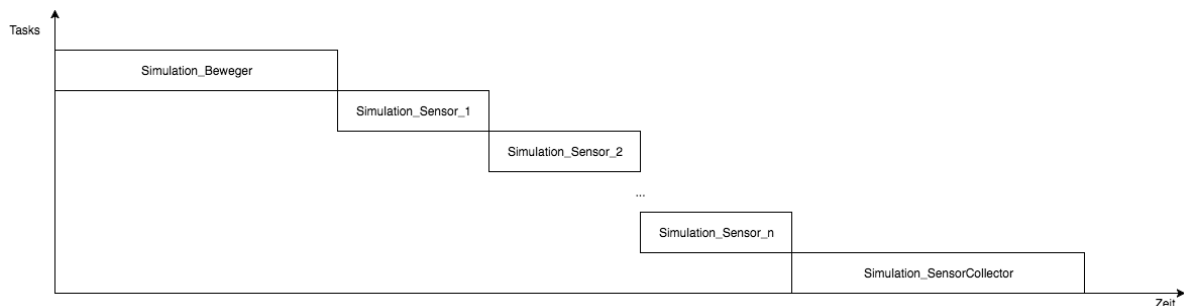 Tasks
Simulation_Beweger
Simulation_Sensor_1
Simulation_Sensor_2
...
Simulation_Sensor_n
Simulation_SensorCollector
Zeit